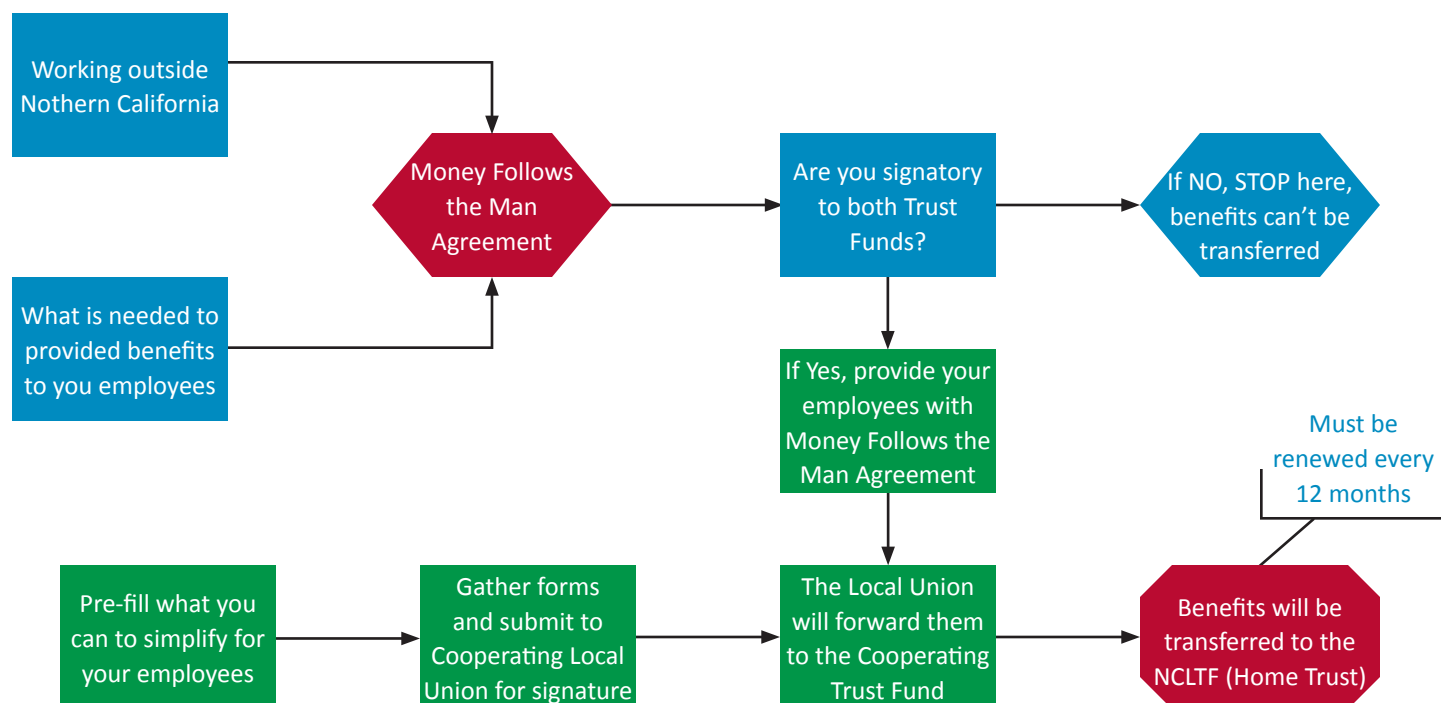 Working outside
Nothern California
Money Follows
the Man
Agreement
Are you signatory
to both Trust
Funds?
If NO, STOP here,
benefits can’t be
transferred
What is needed to
provided benefits
to you employees
If Yes, provide your
employees with
Money Follows the
Man Agreement
Must be
renewed every
12 months
Pre-fill what you
can to simplify for
your employees
Gather forms
and submit to
Cooperating Local
Union for signature
The Local Union
will forward them
to the Cooperating
Trust Fund
Benefits will be
transferred to the
NCLTF (Home Trust)